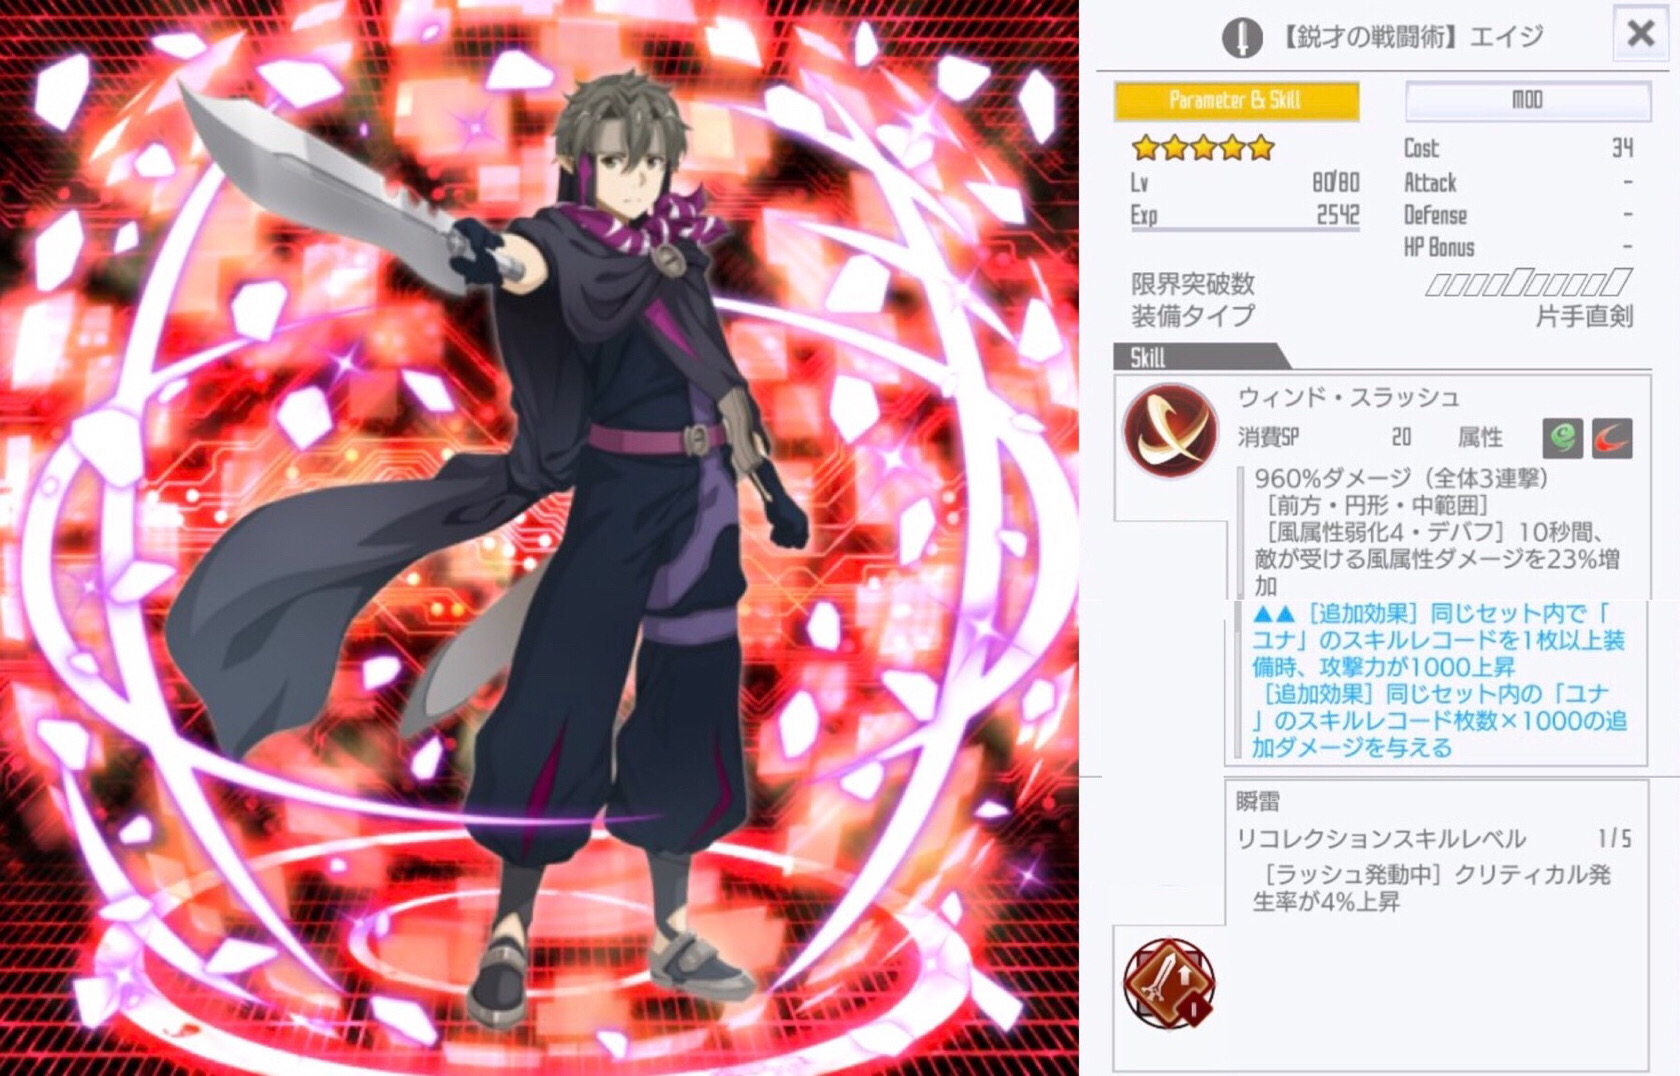 【鋭才の戦闘術】エイジ
Parameter & Skill
MOD
Lv 80/80
Exp 2542
Cost 34
Attack -
Defense -
HP Bonus -
限界突破数
装備タイプ 片手直剣
Skill
ウィンド・スラッシュ
消費SP 20 属性
960%ダメージ（全体3連撃）
［前方・円形・中範囲］
［風属性弱化4・デバフ］10秒間、
敵が受ける風属性ダメージを23%増
加
▲▲［追加効果］同じセット内で「
ユナ」のスキルレコードを1枚以上装
備時、攻撃力が1000上昇
［追加効果］同じセット内の「ユナ
」のスキルレコード枚数×1000の追
加ダメージを与える
瞬雷
リコレクションスキルレベル 1/5
［ラッシュ発動中］クリティカル発
生率が4%上昇
I